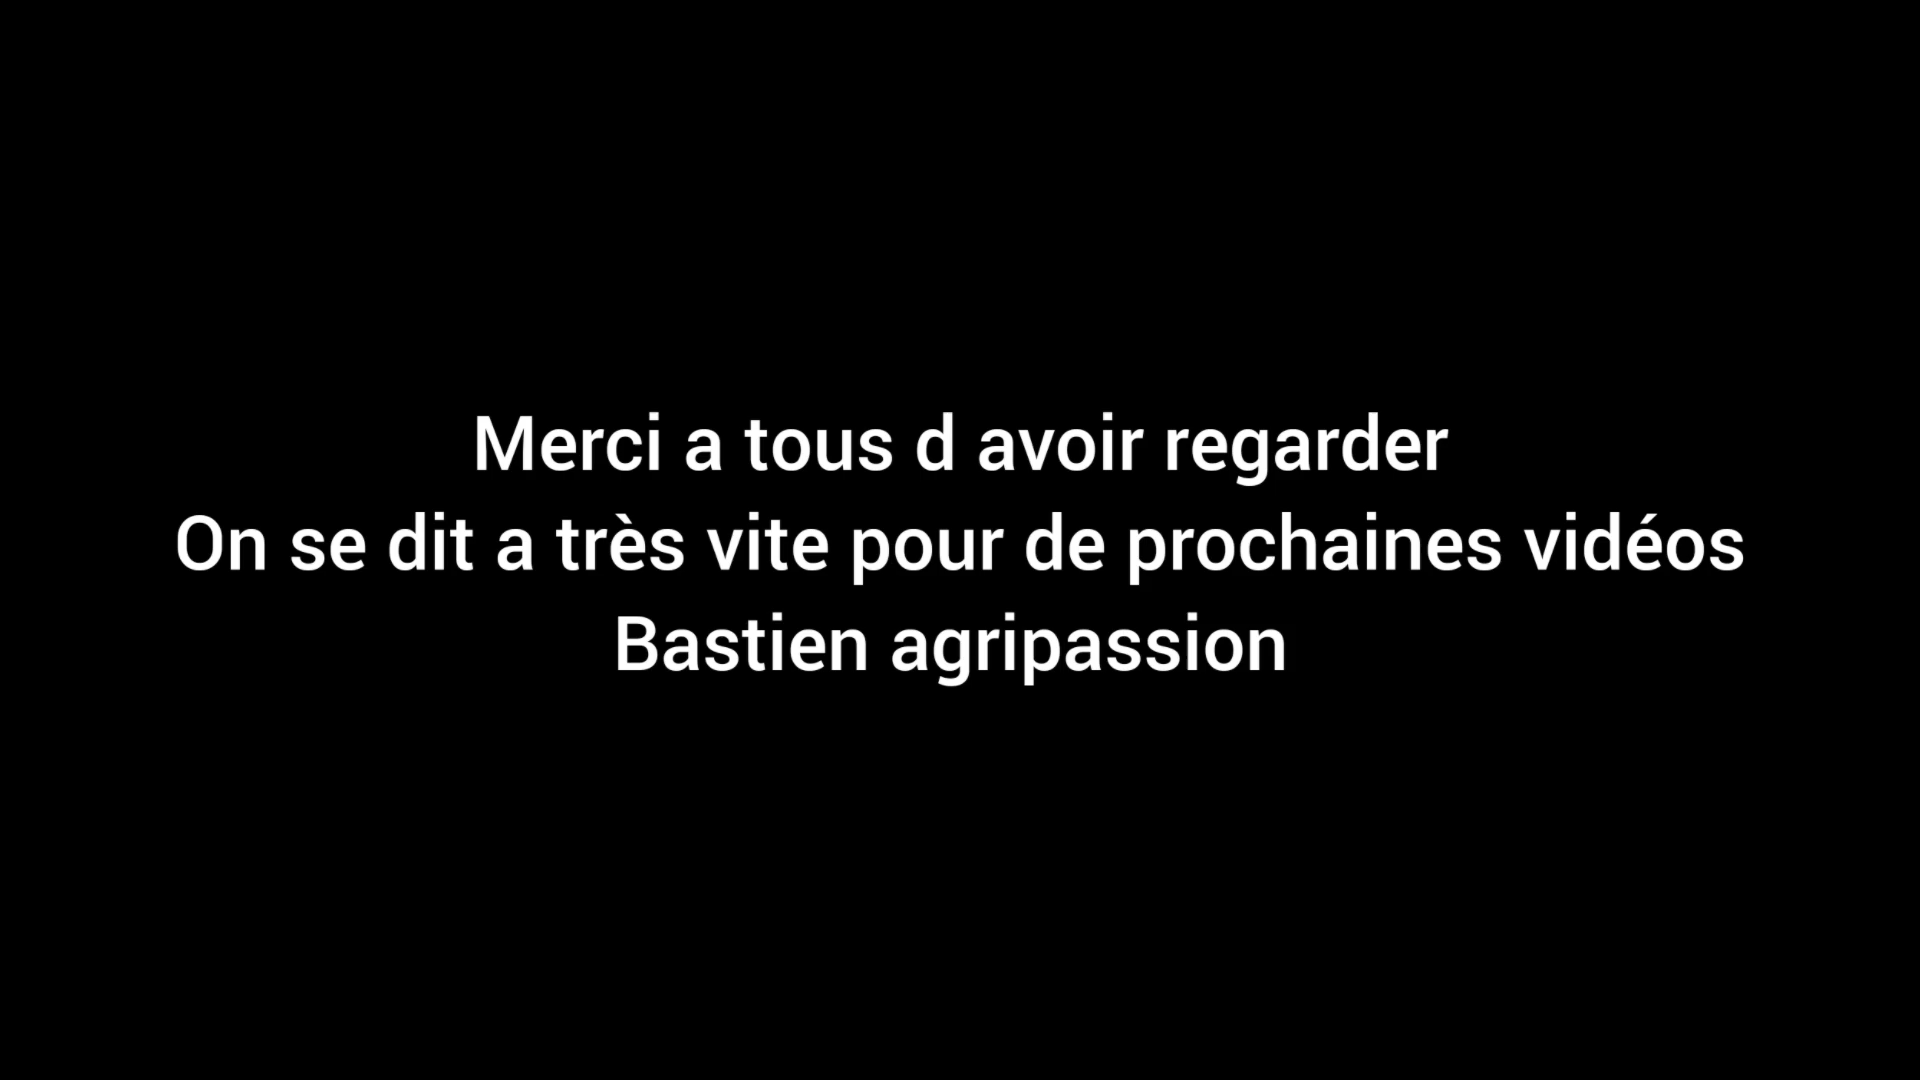 Merci a tous d avoir regarder
On se dit a très vite pour de prochaines vidéos
Bastien agripassion